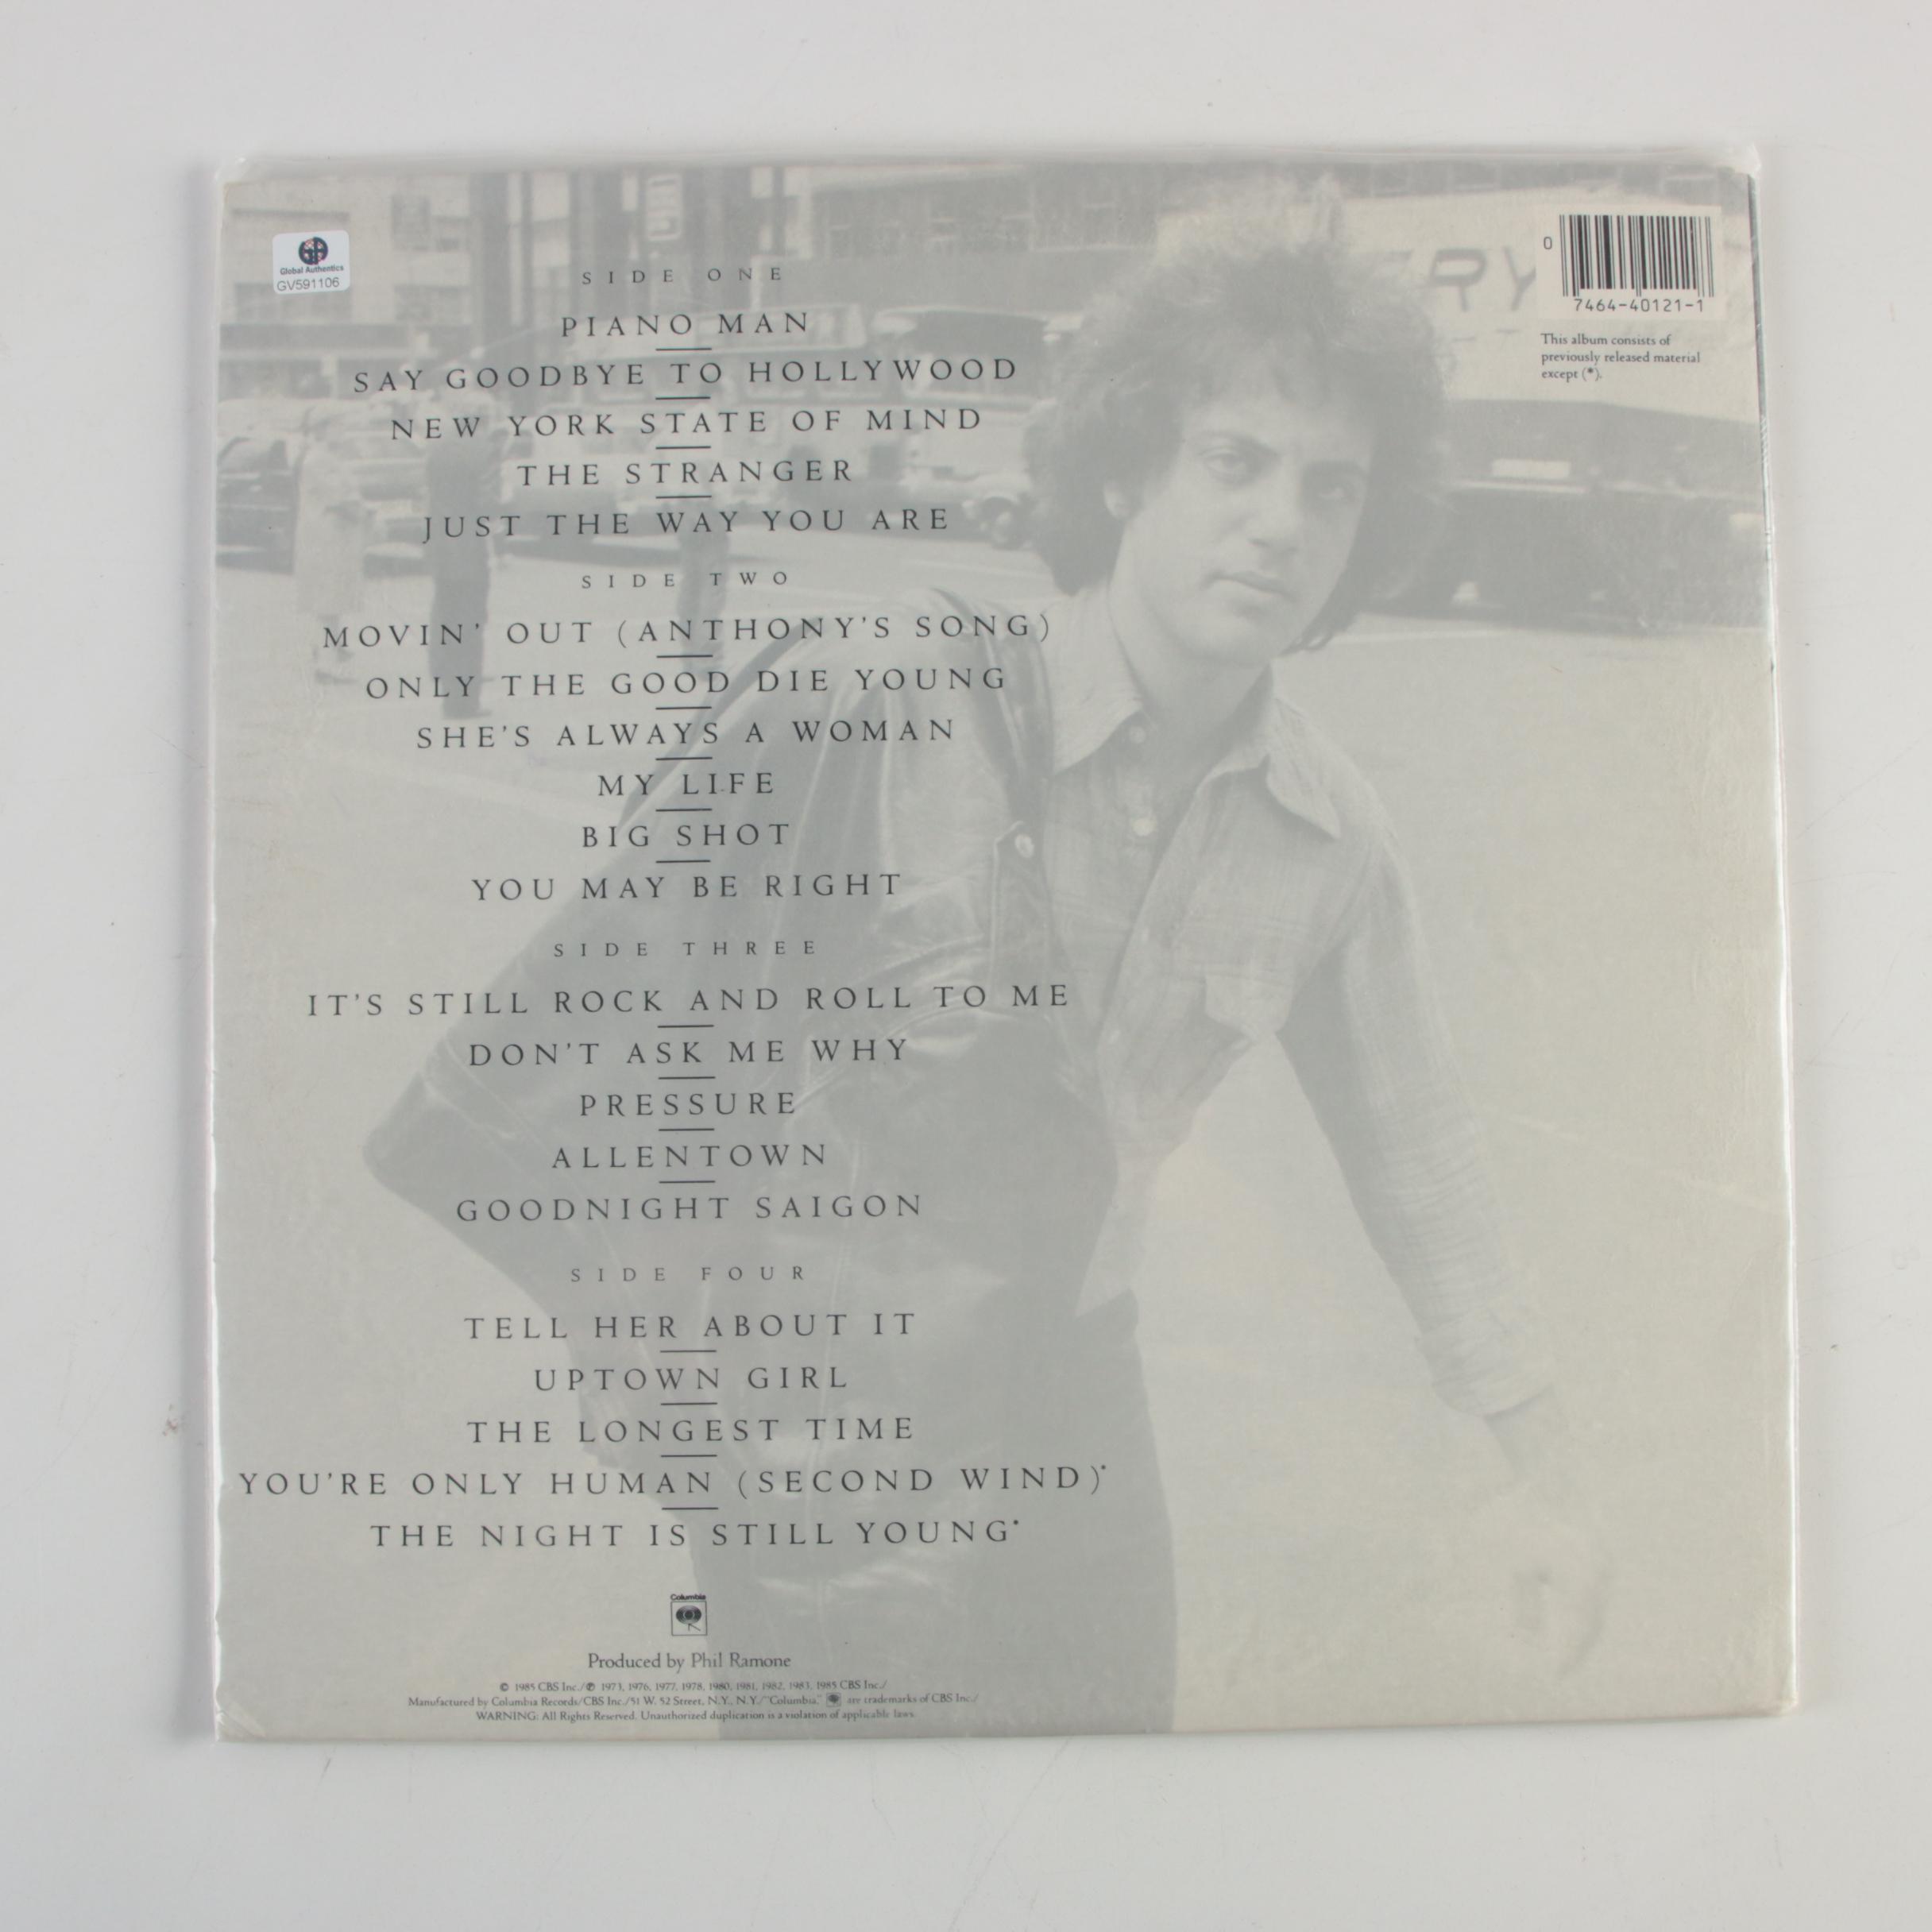 Global Authentics
GV591106
RY
0
7464-40121-1
This album consists of
previously released material
except (*).
SIDE ONE
PIANO MAN
SAY GOODBYE TO HOLLYWOOD
NEW YORK STATE OF MIND
THE STRANGER
JUST THE WAY YOU ARE
SIDE TWO
MOVIN' OUT (ANTHONY'S SONG)
ONLY THE GOOD DIE YOUNG
SHE'S ALWAYS A WOMAN
MY LIFE
BIG SHOT
YOU MAY BE RIGHT
SIDE THREE
IT'S STILL ROCK AND ROLL TO ME
DON'T ASK ME WHY
PRESSURE
ALLENTOWN
GOODNIGHT SAIGON
SIDE FOUR
TELL HER ABOUT IT
UPTOWN GIRL
THE LONGEST TIME
YOU'RE ONLY HUMAN (SECOND WIND)*
THE NIGHT IS STILL YOUNG*
Columbia
Produced by Phil Ramone
© 1985 CBS Inc./℗ 1973, 1976, 1977, 1978, 1980, 1981, 1982, 1983, 1985 CBS Inc./
Manufactured by Columbia Records/CBS Inc./51 W. 52 Street, N.Y., N.Y./"Columbia," are trademarks of CBS Inc./
WARNING: All Rights Reserved. Unauthorized duplication is a violation of applicable laws.